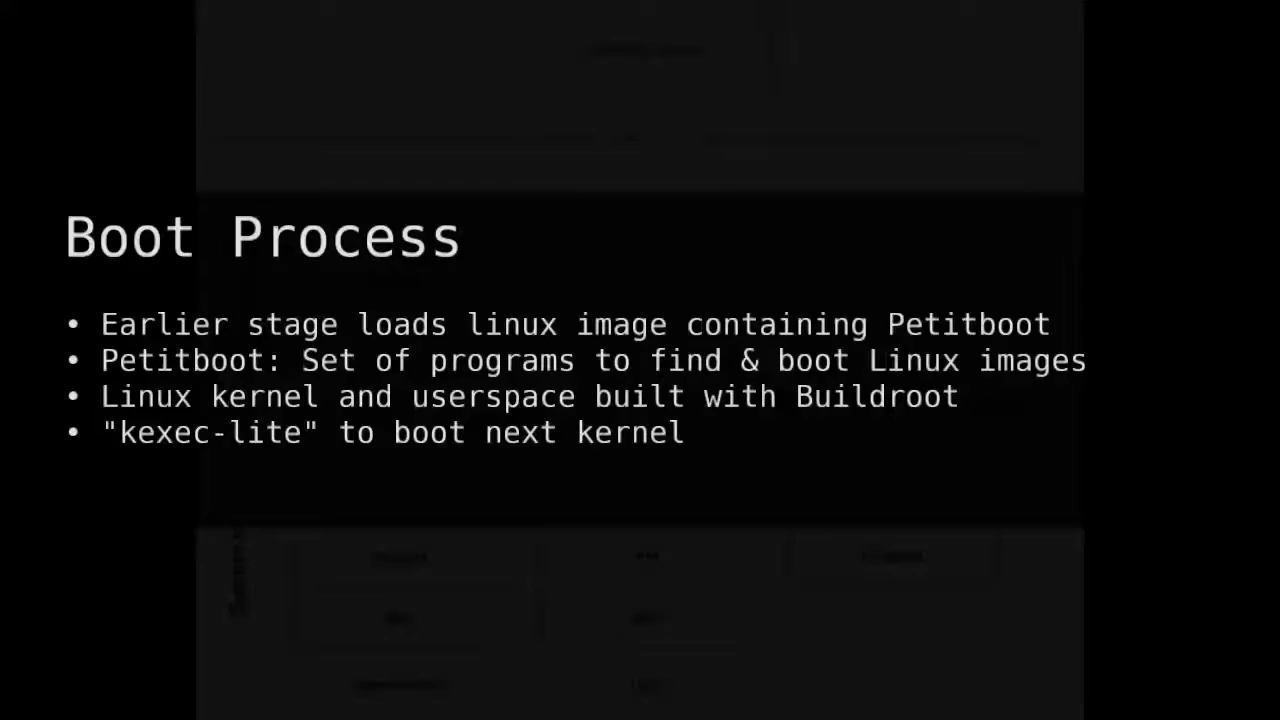 Boot Process
• Earlier stage loads linux image containing Petitboot
• Petitboot: Set of programs to find & boot Linux images
• Linux kernel and userspace built with Buildroot
• "kexec-lite" to boot next kernel